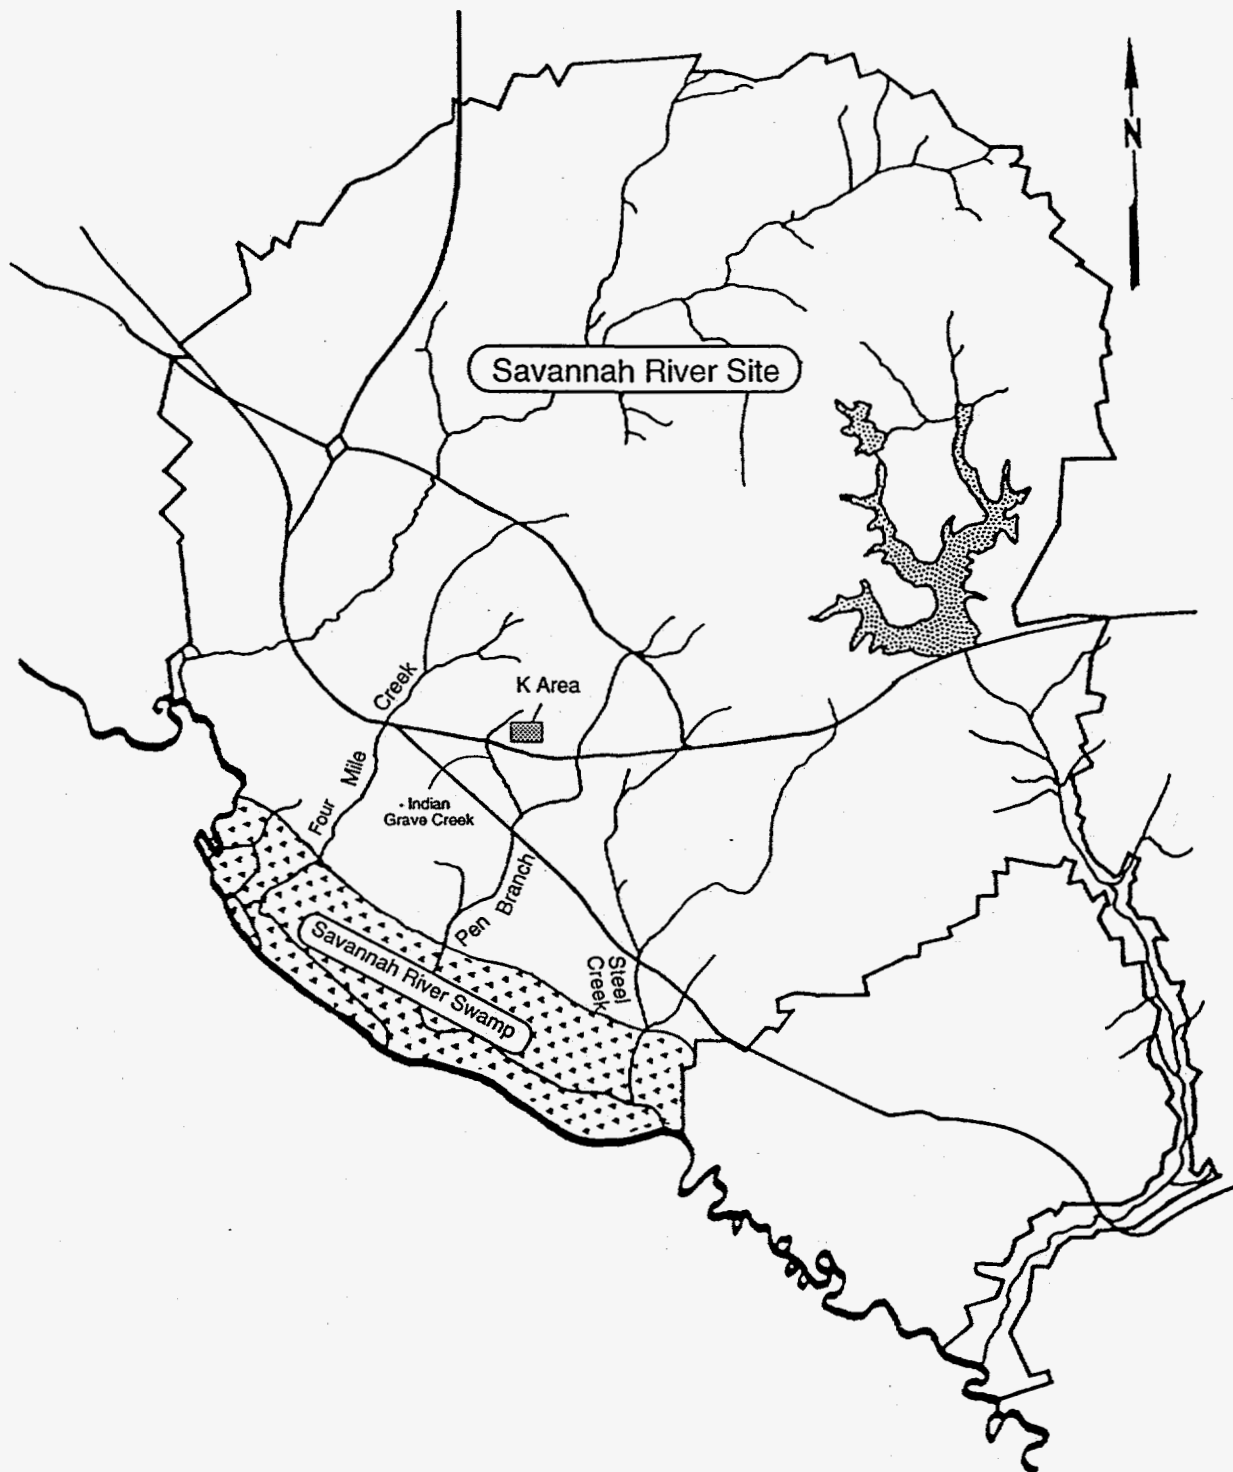 N
Savannah River Site
K Area
Four Mile Creek
Indian
Grave Creek
Pen Branch
Steel
Creek
Savannah River Swamp